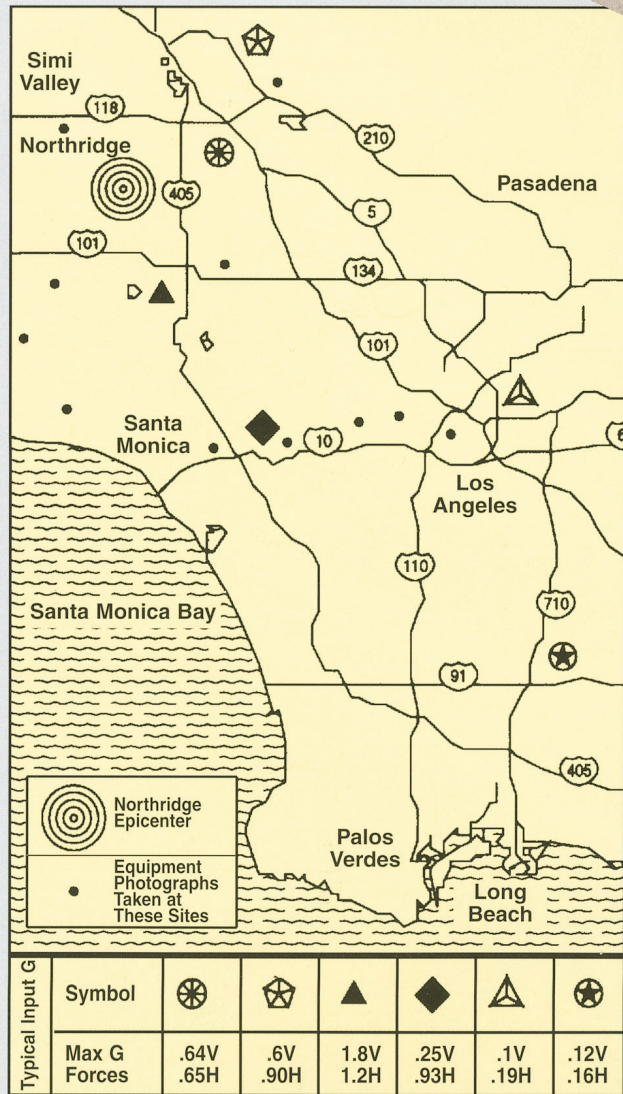 Simi
Valley
118
Northridge
210
405
Pasadena
5
101
134
101
Santa
Monica
10
6
Los
Angeles
110
Santa Monica Bay
710
91
405
Northridge
Epicenter
Palos
Verdes
Equipment
Photographs
Taken at
These Sites
Long
Beach
Typical Input G
Symbol
Max G .64V .6V 1.8V .25V .1V .12V
Forces .65H .90H 1.2H .93H .19H .16H